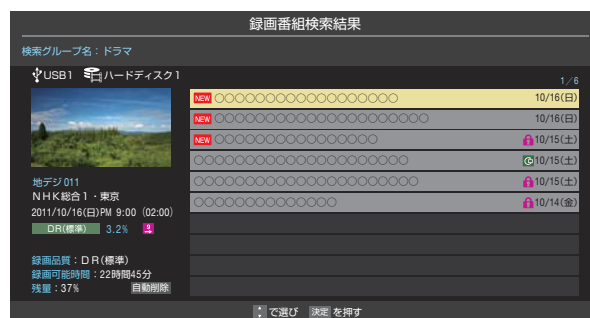 録画番組検索結果
検索グループ名：ドラマ
USB1 ハードディスク1
1／6
NEW ○○○○○○○○○○○○○○○○○○ 10/16(日)
NEW ○○○○○○○○○○○○○○○○○○○○○ 10/16(日)
NEW ○○○○○○○○○○○○○○○○ 10/15(土)
○○○○○○○○○○○○○○○○○○○○○ 10/15(土)
○○○○○○○○○○○○○○○○○○○○○○ 10/15(土)
○○○○○○○○○○○○○○ 10/14(金)
地デジ011
NHK総合1・東京
2011/10/16(日)PM 9:00 (02:00)
DR(標準) 3.2%
録画品質：DR(標準)
録画可能時間：22時間45分
残量：37% 自動削除
で選び 決定 を押す